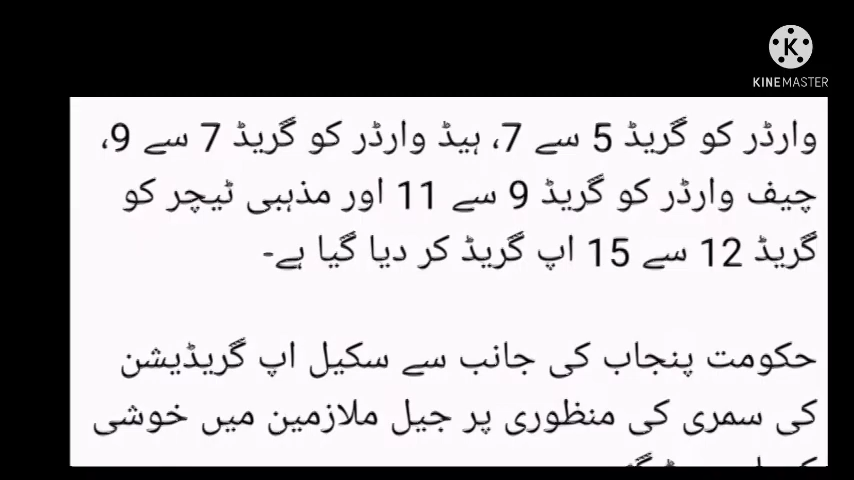 KINEMASTER
وارڈر کو گریڈ 5 سے 7، ہیڈ وارڈر کو گریڈ 7 سے 9،
چیف وارڈر کو گریڈ 9 سے 11 اور مذہبی ٹیچر کو
گریڈ 12 سے 15 اپ گریڈ کر دیا گیا ہے-
حکومت پنجاب کی جانب سے سکیل اپ گریڈیشن
کی سمری کی منظوری پر جیل ملازمین میں خوشی